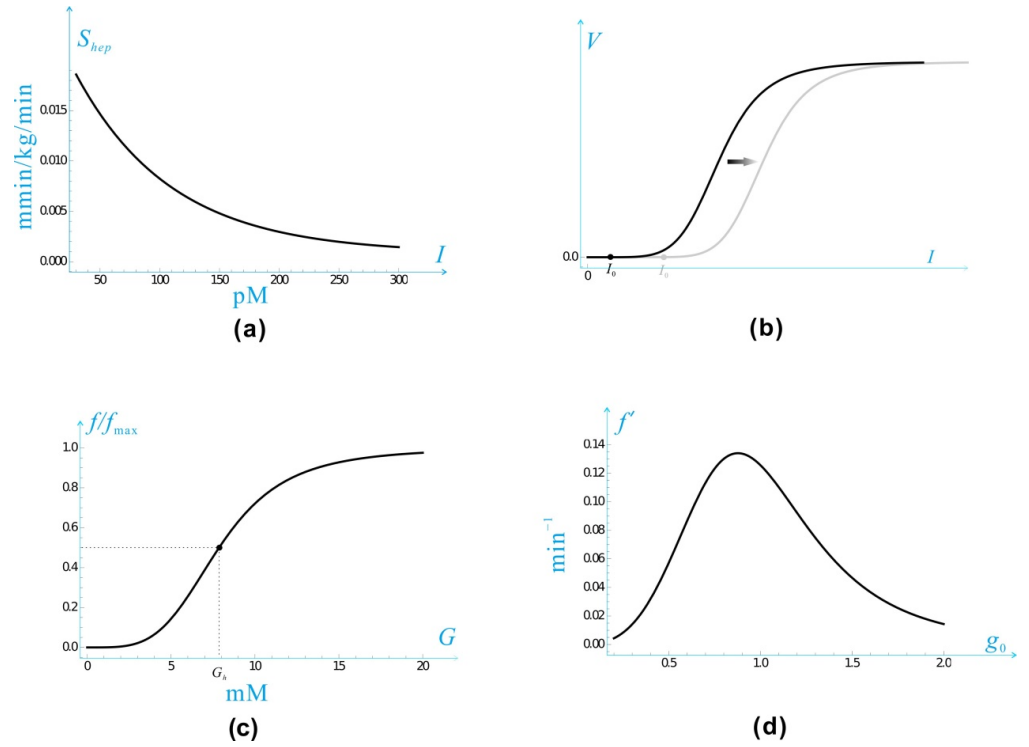 S_hep
mmin/kg/min
0.015
0.010
0.005
0.000
50 100 150 200 250 300
I
pM
(a)
V
0.0
0
I₀ I₀
I
(b)
f/f_max
1.0
0.8
0.6
0.4
0.2
0.0
0 5 10 15 20
G_h
G
mM
(c)
f′
min⁻¹
0.14
0.12
0.10
0.08
0.06
0.04
0.02
0.00
0.5 1.0 1.5 2.0
g₀
(d)